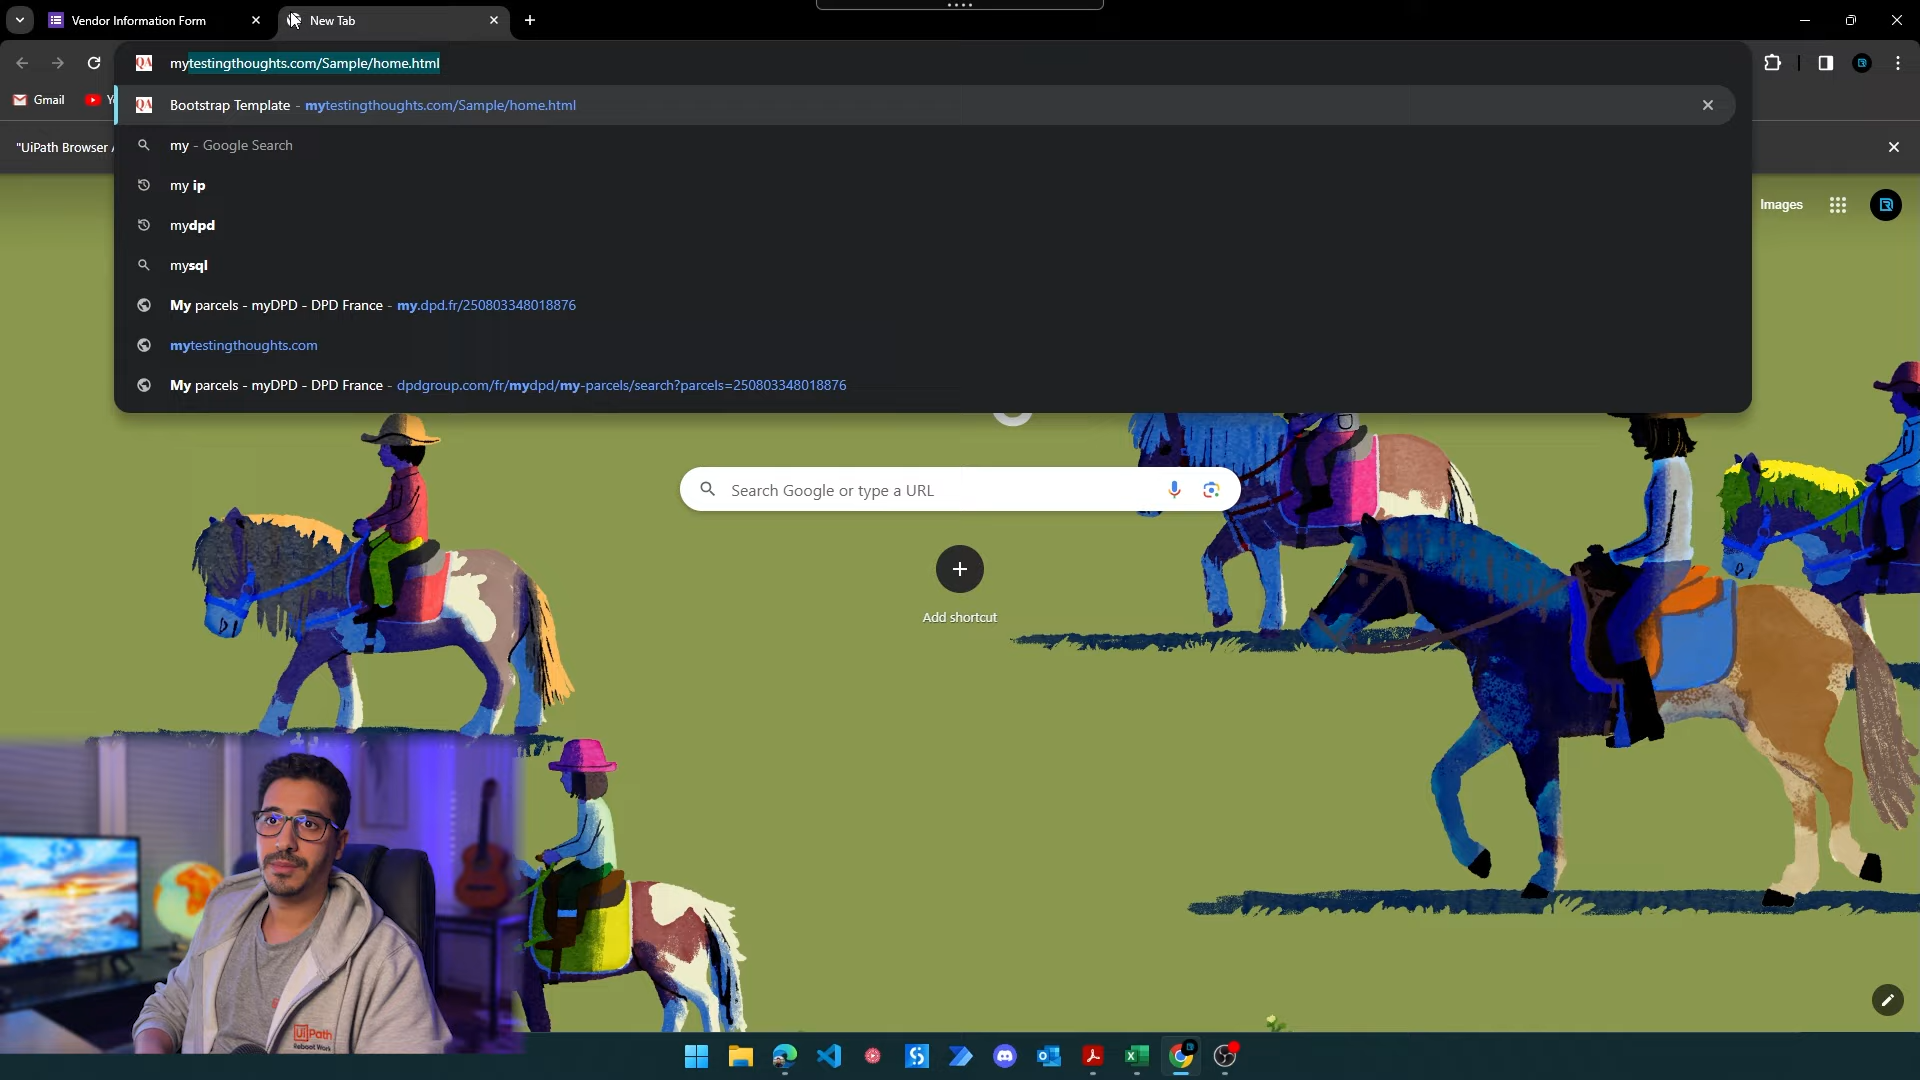 Vendor Information Form
New Tab
mytestingthoughts.com/Sample/home.html
Gmail
Bootstrap Template - mytestingthoughts.com/Sample/home.html
my - Google Search
"UiPath Browser
my ip
Images
mydpd
mysql
My parcels - myDPD - DPD France - my.dpd.fr/250803348018876
mytestingthoughts.com
My parcels - myDPD - DPD France - dpdgroup.com/fr/mydpd/my-parcels/search?parcels=250803348018876
Search Google or type a URL
Add shortcut
UiPath
Reboot Work